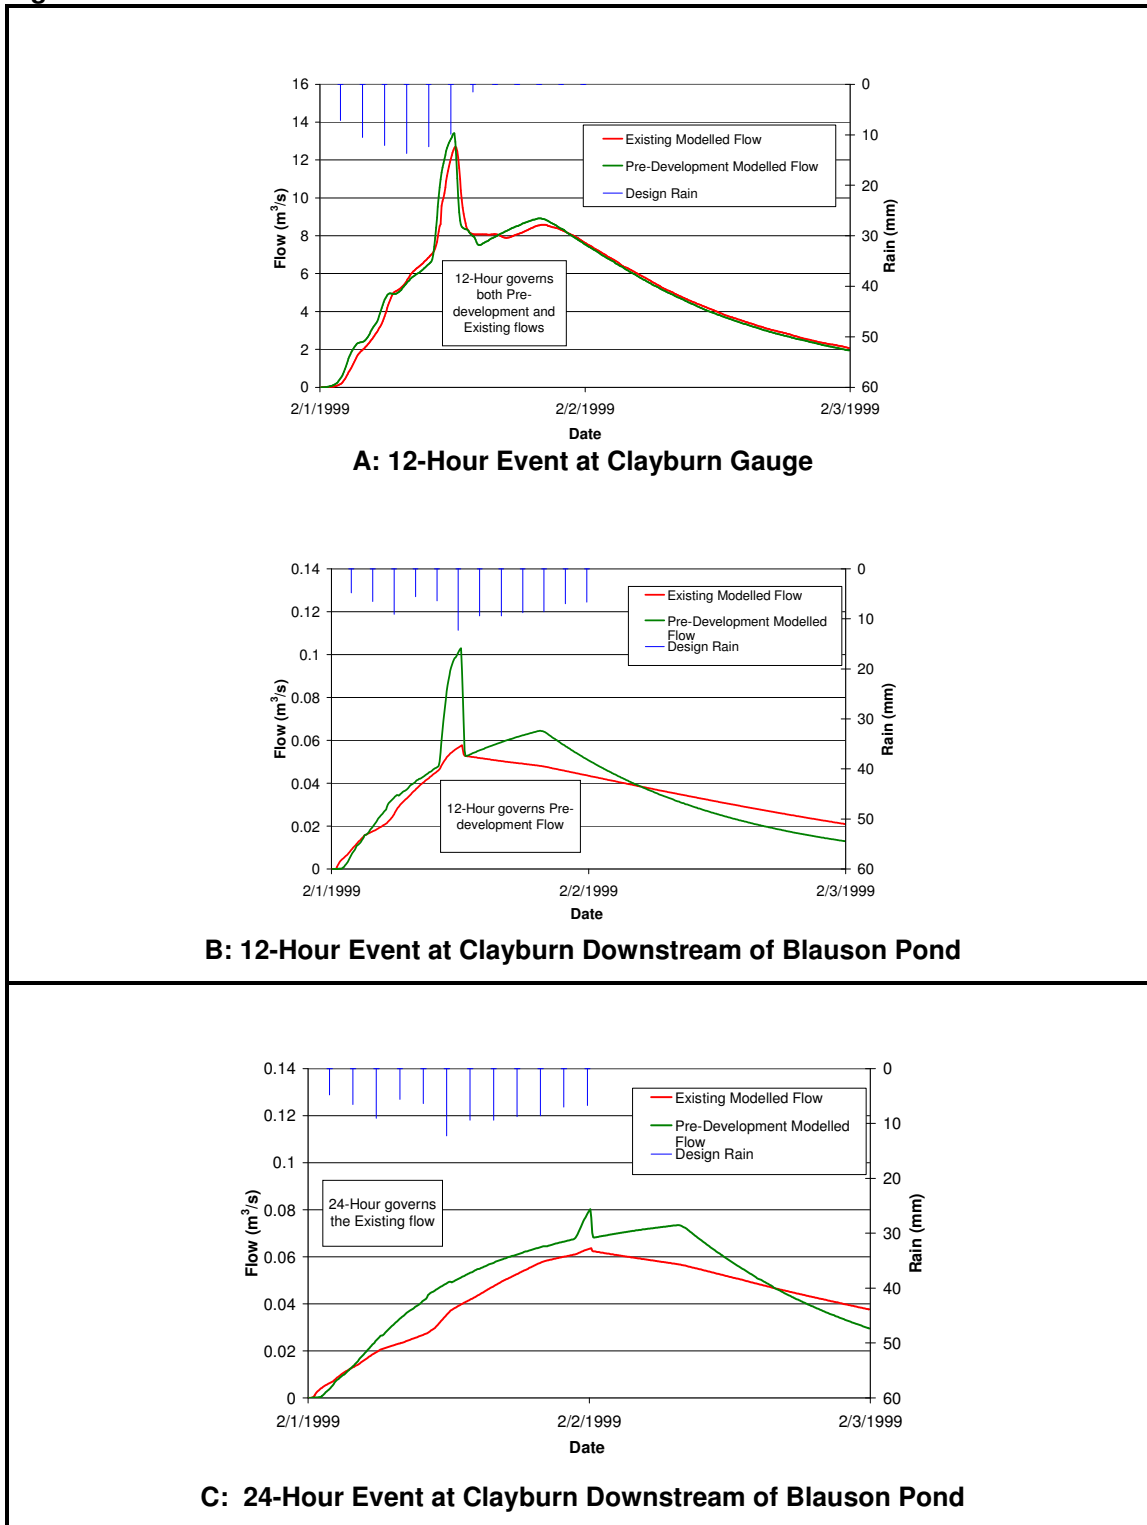 16
14
12
10
8
6
4
2
0
Flow (m³/s)
0
10
20
30
40
50
60
Rain (mm)
Existing Modelled Flow
Pre-Development Modelled Flow
Design Rain
12-Hour governs
both Pre-
development and
Existing flows
2/1/1999
2/2/1999
2/3/1999
Date
A: 12-Hour Event at Clayburn Gauge
0.14
0.12
0.1
0.08
0.06
0.04
0.02
0
Flow (m³/s)
0
10
20
30
40
50
60
Rain (mm)
Existing Modelled Flow
Pre-Development Modelled
Flow
Design Rain
12-Hour governs Pre-
development Flow
2/1/1999
2/2/1999
2/3/1999
Date
B: 12-Hour Event at Clayburn Downstream of Blauson Pond
0.14
0.12
0.1
0.08
0.06
0.04
0.02
0
Flow (m³/s)
0
10
20
30
40
50
60
Rain (mm)
Existing Modelled Flow
Pre-Development Modelled
Flow
Design Rain
24-Hour governs
the Existing flow
2/1/1999
2/2/1999
2/3/1999
Date
C: 24-Hour Event at Clayburn Downstream of Blauson Pond